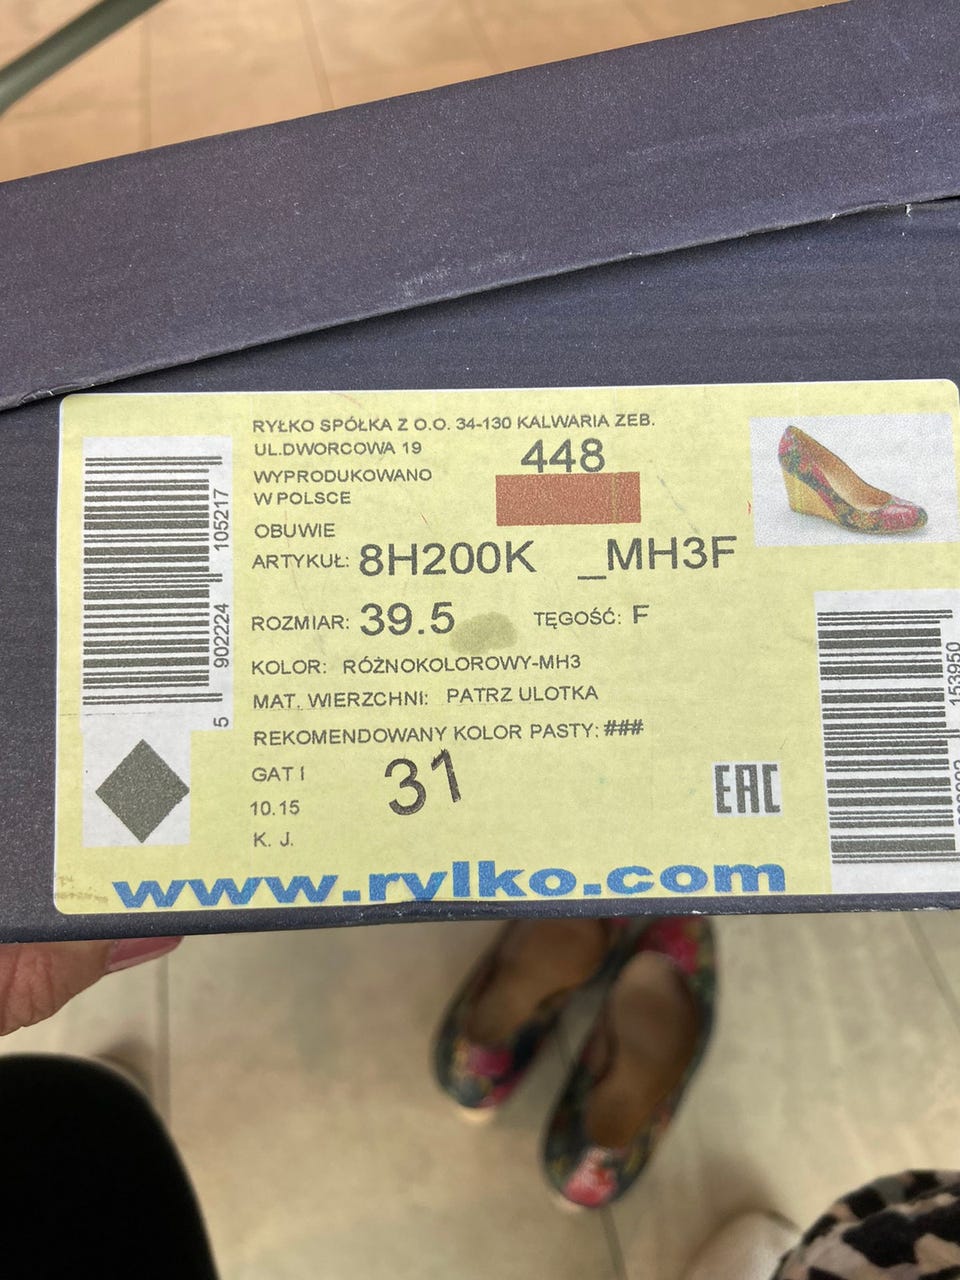 RYŁKO SPÓŁKA Z O.O. 34-130 KALWARIA ZEB.
UL.DWORCOWA 19
448
WYPRODUKOWANO
W POLSCE
OBUWIE
ARTYKUŁ: 8H200K _MH3F
ROZMIAR: 39.5 TĘGOŚĆ: F
KOLOR: RÓŻNOKOLOROWY-MH3
MAT. WIERZCHNI: PATRZ ULOTKA
REKOMENDOWANY KOLOR PASTY: ###
GAT I
31
10.15
K. J.
EAC
www.rylko.com
5 902224 105217
153950